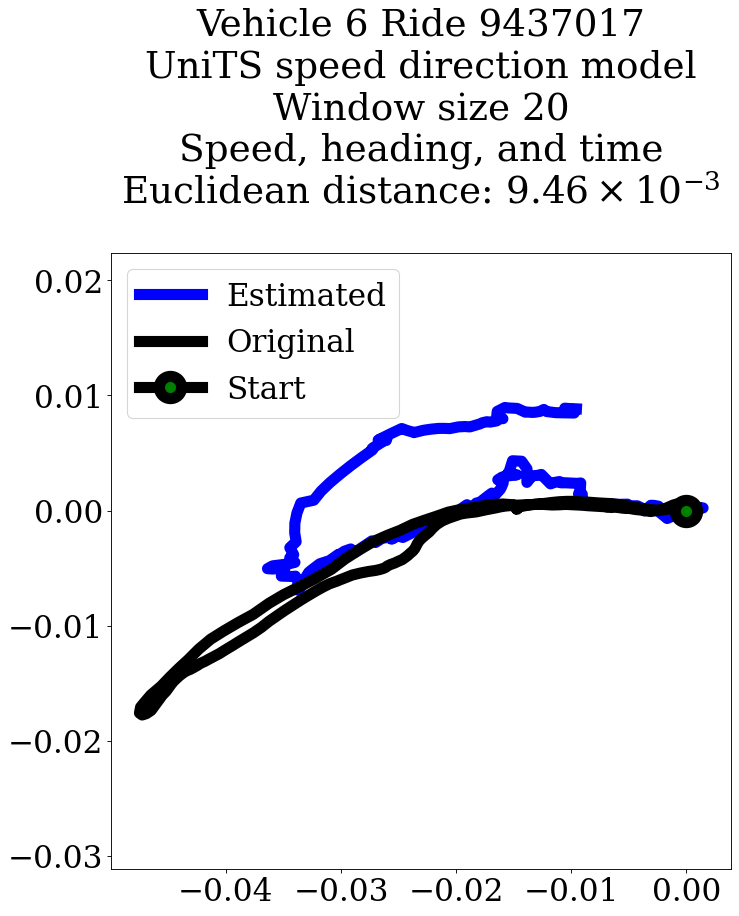 Vehicle 6 Ride 9437017
UniTS speed direction model
Window size 20
Speed, heading, and time
Euclidean distance: 9.46 × 10⁻³
Estimated
Original
Start
0.02
0.01
0.00
−0.01
−0.02
−0.03
−0.04 −0.03 −0.02 −0.01 0.00